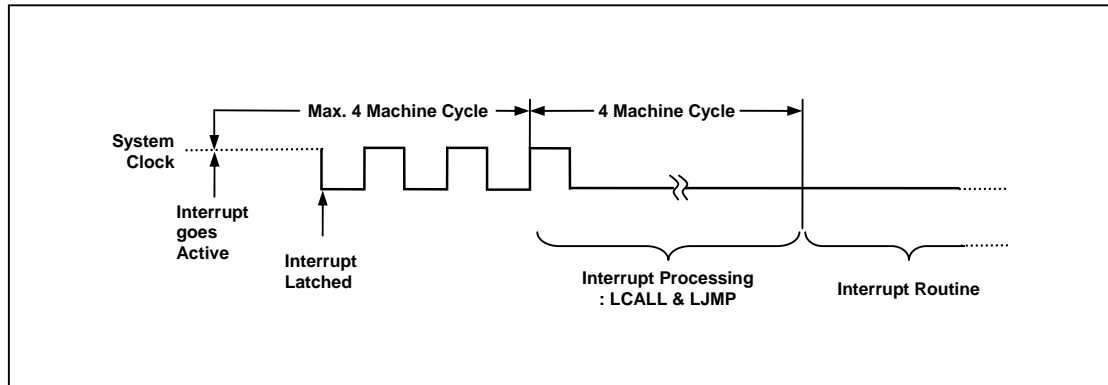 Max. 4 Machine Cycle
4 Machine Cycle
System
Clock
Interrupt
goes
Active
Interrupt
Latched
Interrupt Processing
: LCALL & LJMP
Interrupt Routine